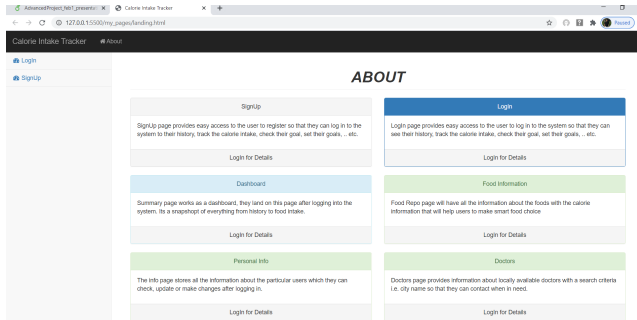 AdvancedProject_feb1_presentati
Calorie Intake Tracker
127.0.0.1:5500/my_pages/landing.html
Paused
Calorie Intake Tracker
About
LogIn
SignUp
ABOUT
SignUp
SignUp page provides easy access to the user to register so that they can log in to the
system to their history, track the calorie intake, check their goal, set their goals, .. etc.
LogIn for Details
LogIn
LogIn page provides easy access to the user to log in to the system so that they can
see their history, track the calorie intake, check their goal, set their goals, .. etc.
LogIn for Details
Dashboard
Summary page works as a dashboard, they land on this page after logging into the
system. Its a snapshopt of everything from history to food intake.
LogIn for Details
Food Information
Food Repo page will have all the information about the foods with the calorie
information that will help users to make smart food choice
LogIn for Details
Personal Info
The info page stores all the information about the particular users which they can
check, update or make changes after logging in.
LogIn for Details
Doctors
Doctors page provides information about locally available doctors with a search criteria
i.e. city name so that they can contact when in need.
LogIn for Details